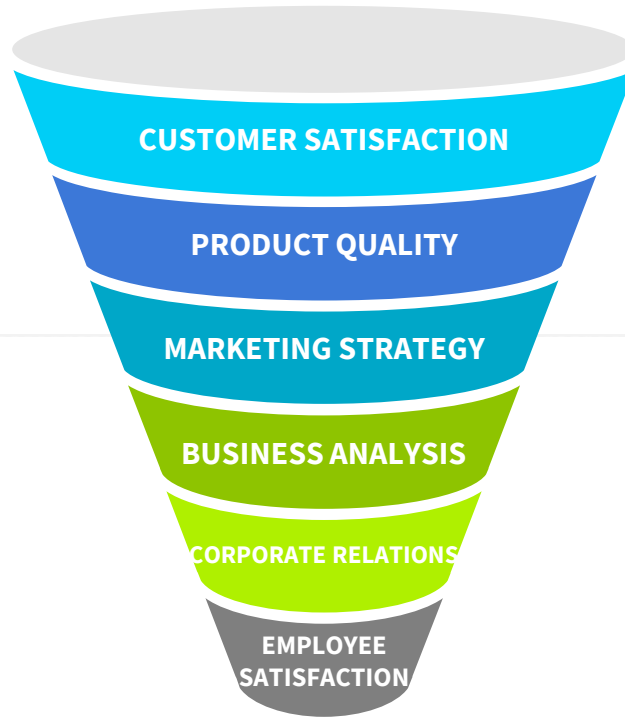 CUSTOMER SATISFACTION
PRODUCT QUALITY
MARKETING STRATEGY
BUSINESS ANALYSIS
CORPORATE RELATIONS
EMPLOYEE
SATISFACTION